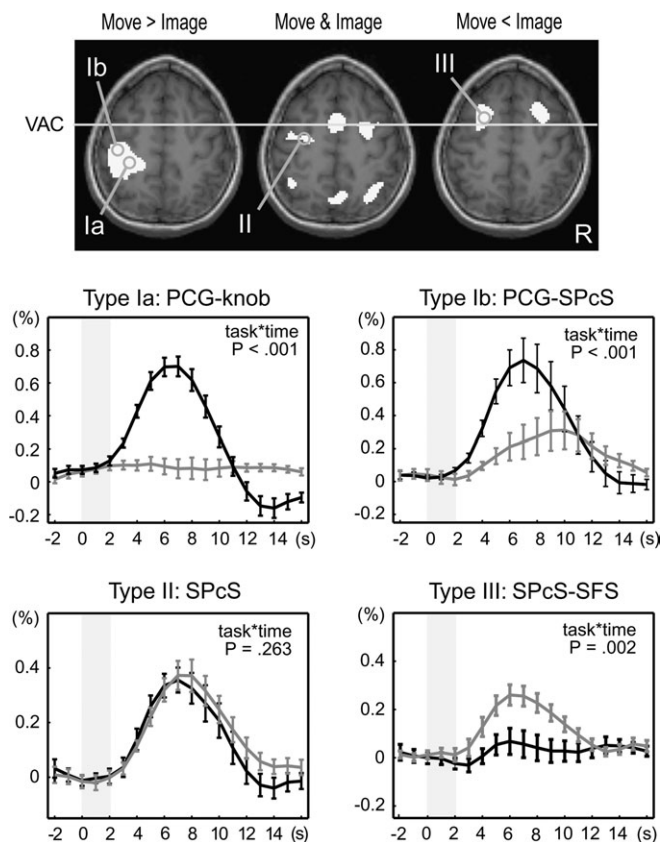 Move > Image Move & Image Move < Image
Ib
III
VAC
Ia
II
R
Type Ia: PCG-knob
(%)
task*time
P < .001
0.8
0.6
0.4
0.2
0
-0.2
-2 0 2 4 6 8 10 12 14 (s)
Type Ib: PCG-SPcS
(%)
task*time
P < .001
0.8
0.6
0.4
0.2
0
-0.2
-2 0 2 4 6 8 10 12 14 (s)
Type II: SPcS
(%)
task*time
P = .263
0.4
0.2
0
-2 0 2 4 6 8 10 12 14 (s)
Type III: SPcS-SFS
(%)
task*time
P = .002
0.4
0.2
0
-0.2
-2 0 2 4 6 8 10 12 14 (s)